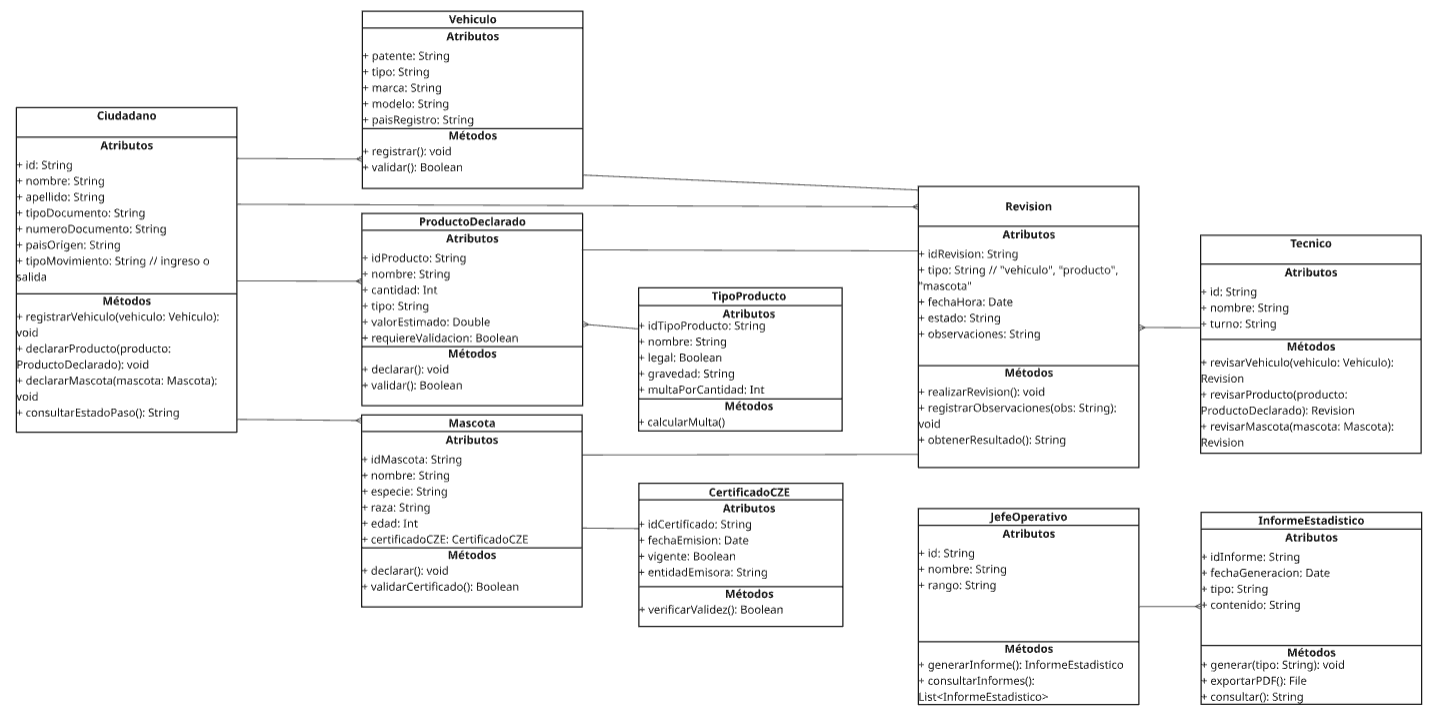 Vehiculo
Atributos
+ patente: String
+ tipo: String
+ marca: String
+ modelo: String
+ paisRegistro: String
Métodos
+ registrar(): void
+ validar(): Boolean
Ciudadano
Atributos
+ id: String
+ nombre: String
+ apellido: String
+ tipoDocumento: String
+ numeroDocumento: String
+ paisOrigen: String
+ tipoMovimiento: String // ingreso o
salida
Métodos
+ registrarVehiculo(vehiculo: Vehiculo):
void
+ declararProducto(producto:
ProductoDeclarado): void
+ declararMascota(mascota: Mascota):
void
+ consultarEstadoPaso(): String
ProductoDeclarado
Atributos
+ idProducto: String
+ nombre: String
+ cantidad: Int
+ tipo: String
+ valorEstimado: Double
+ requiereValidacion: Boolean
Métodos
+ declarar(): void
+ validar(): Boolean
TipoProducto
Atributos
+ idTipoProducto: String
+ nombre: String
+ legal: Boolean
+ gravedad: String
+ multaPorCantidad: Int
Métodos
+ calcularMulta()
Mascota
Atributos
+ idMascota: String
+ nombre: String
+ especie: String
+ raza: String
+ edad: Int
+ certificadoCZE: CertificadoCZE
Métodos
+ declarar(): void
+ validarCertificado(): Boolean
CertificadoCZE
Atributos
+ idCertificado: String
+ fechaEmision: Date
+ vigente: Boolean
+ entidadEmisora: String
Métodos
+ verificarValidez(): Boolean
Revision
Atributos
+ idRevision: String
+ tipo: String // "vehículo", "producto",
"mascota"
+ fechaHora: Date
+ estado: String
+ observaciones: String
Métodos
+ realizarRevision(): void
+ registrarObservaciones(obs: String):
void
+ obtenerResultado(): String
Tecnico
Atributos
+ id: String
+ nombre: String
+ turno: String
Métodos
+ revisarVehiculo(vehiculo: Vehiculo):
Revision
+ revisarProducto(producto:
ProductoDeclarado): Revision
+ revisarMascota(mascota: Mascota):
Revision
JefeOperativo
Atributos
+ id: String
+ nombre: String
+ rango: String
Métodos
+ generarInforme(): InformeEstadistico
+ consultarInformes():
List<InformeEstadistico>
InformeEstadistico
Atributos
+ idInforme: String
+ fechaGeneracion: Date
+ tipo: String
+ contenido: String
Métodos
+ generar(tipo: String): void
+ exportarPDF(): File
+ consultar(): String